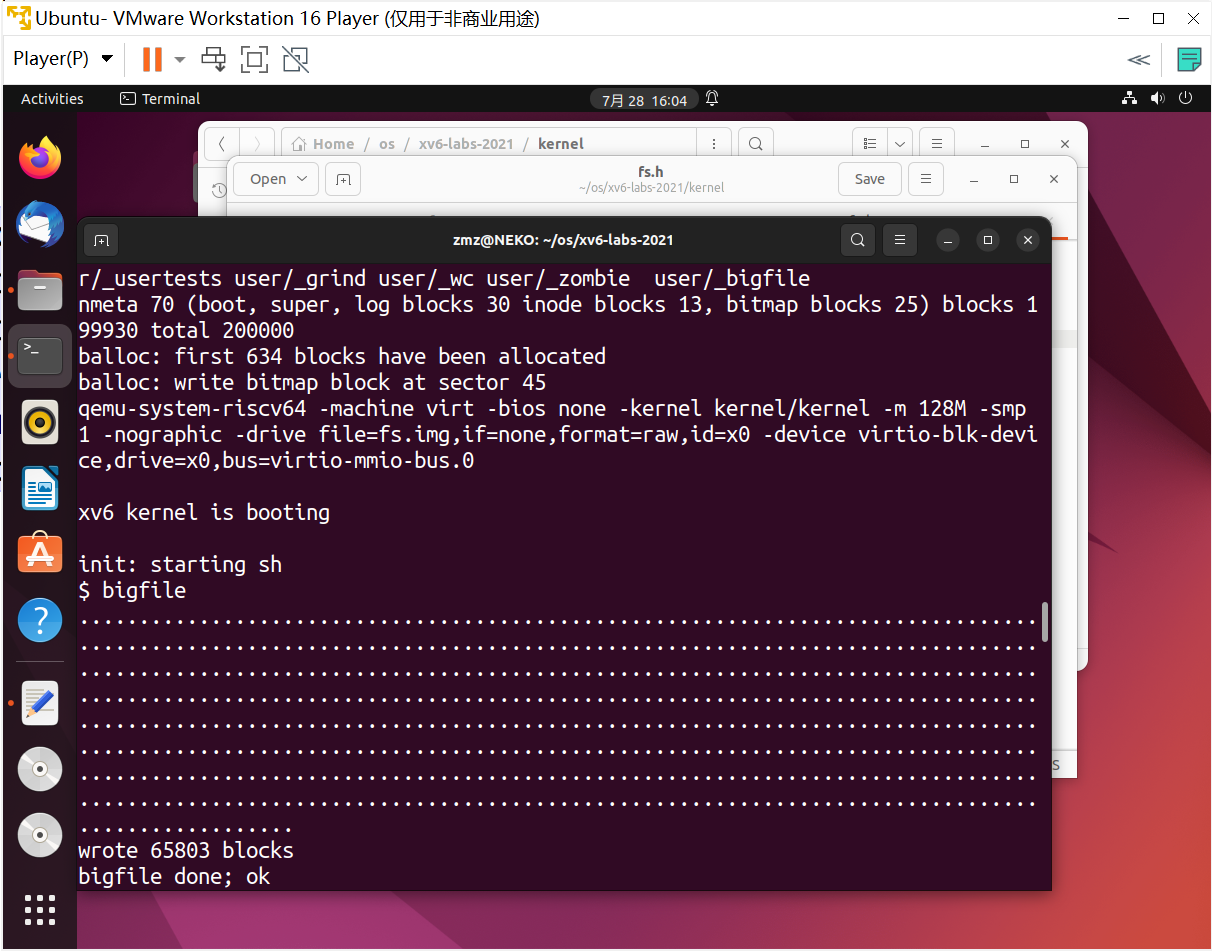 Ubuntu- VMware Workstation 16 Player (仅用于非商业用途)
Player(P)
Activities
Terminal
7月 28 16:04
Home / os / xv6-labs-2021 / kernel
Open
fs.h
~/os/xv6-labs-2021/kernel
Save
zmz@NEKO: ~/os/xv6-labs-2021
r/_usertests user/_grind user/_wc user/_zombie  user/_bigfile
nmeta 70 (boot, super, log blocks 30 inode blocks 13, bitmap blocks 25) blocks 1
99930 total 200000
balloc: first 634 blocks have been allocated
balloc: write bitmap block at sector 45
qemu-system-riscv64 -machine virt -bios none -kernel kernel/kernel -m 128M -smp
1 -nographic -drive file=fs.img,if=none,format=raw,id=x0 -device virtio-blk-devi
ce,drive=x0,bus=virtio-mmio-bus.0
xv6 kernel is booting
init: starting sh
$ bigfile
................................................................................
................................................................................
................................................................................
................................................................................
................................................................................
................................................................................
................................................................................
................................................................................
..................
wrote 65803 blocks
bigfile done; ok